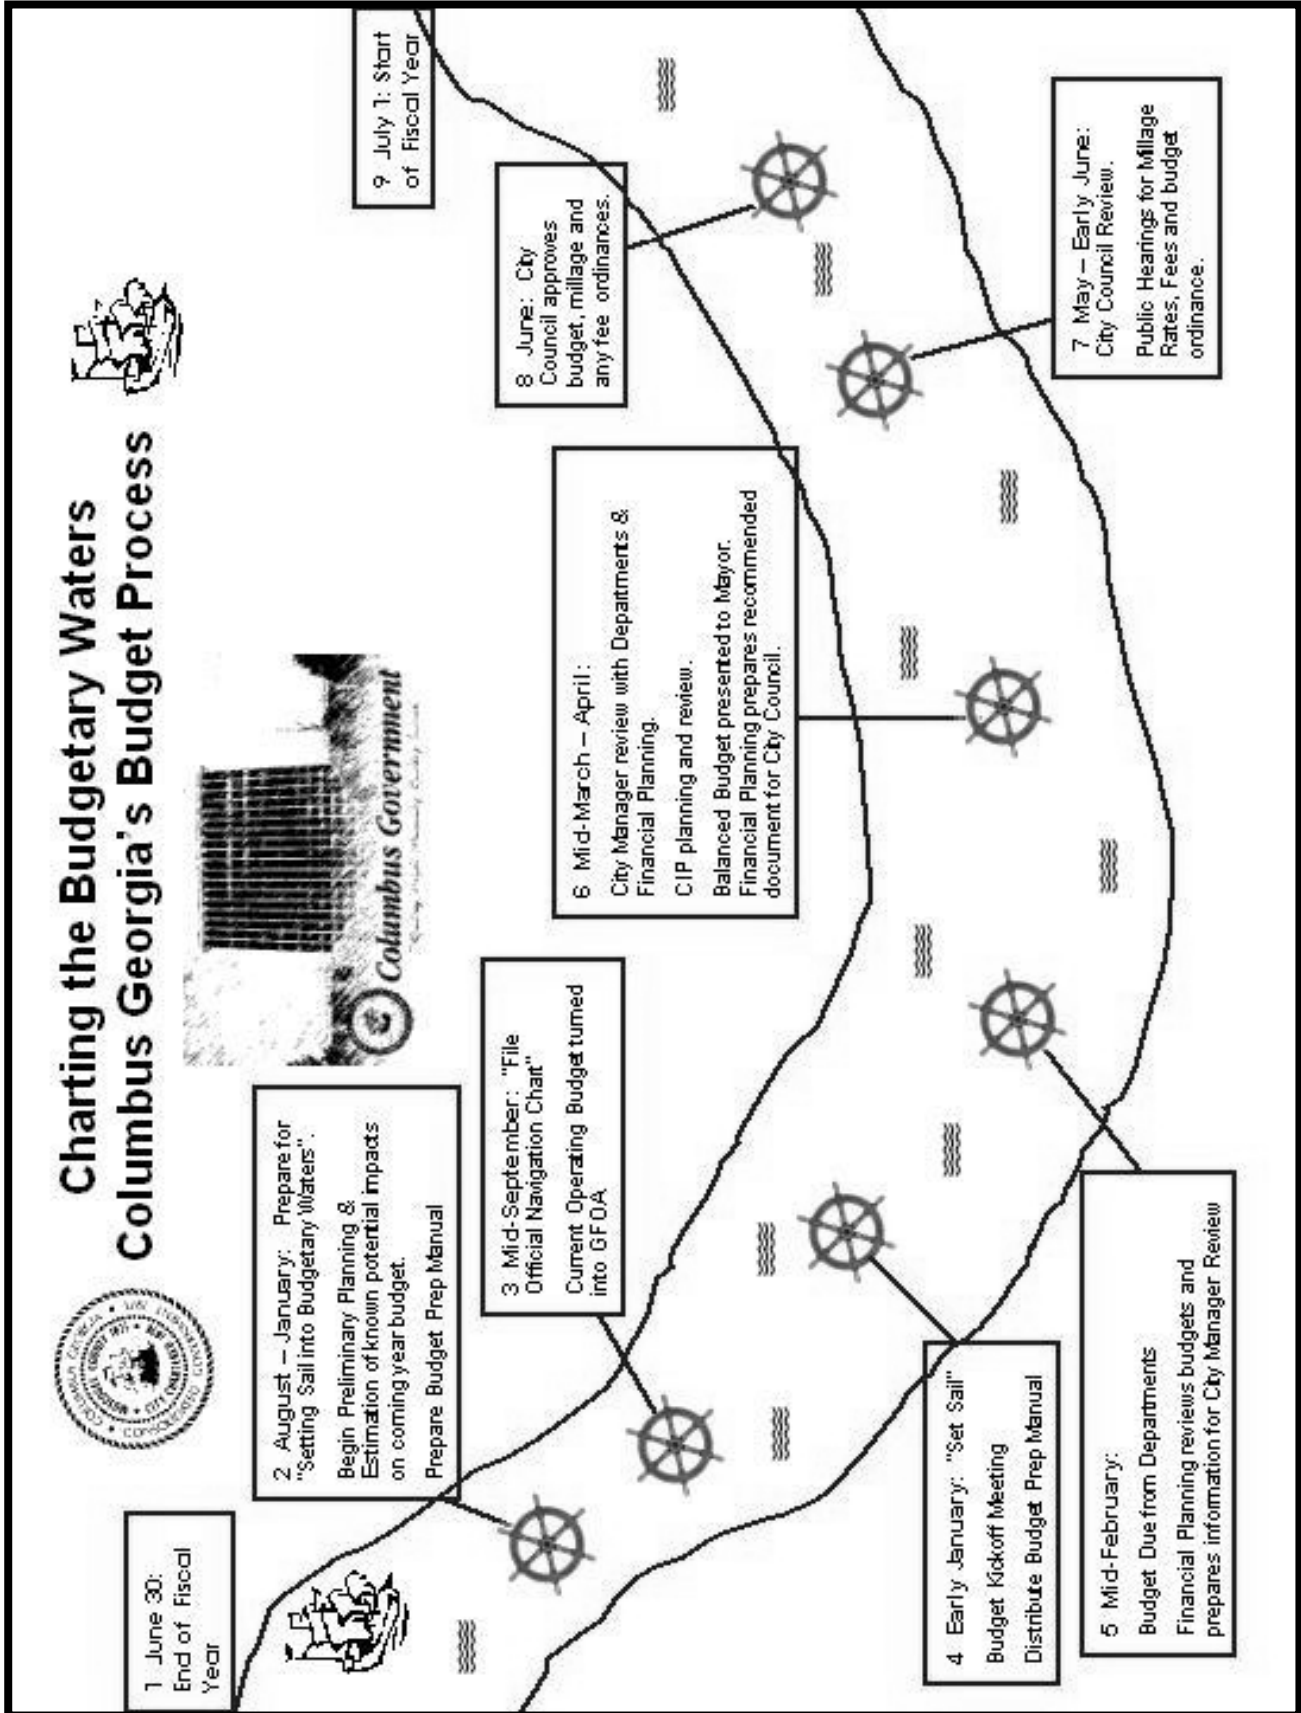 Charting the Budgetary Waters
Columbus Georgia's Budget Process
Columbus Government
1 June 30:
End of Fiscal
Year
2 August – January: Prepare for
"Setting Sail into Budgetary Waters".
Begin Preliminary Planning &
Estimation of known potential impacts
on coming year budget.
Prepare Budget Prep Manual
3 Mid-September: "File
Official Navigation Chart"
Current Operating Budget turned
into GFOA
4 Early January: "Set Sail"
Budget Kickoff Meeting
Distribute Budget Prep Manual
5 Mid-February:
Budget Due from Departments
Financial Planning reviews budgets and
prepares information for City Manager Review
6 Mid-March – April:
City Manager review with Departments &
Financial Planning.
CIP planning and review.
Balanced Budget presented to Mayor.
Financial Planning prepares recommended
document for City Council.
7 May – Early June:
City Council Review.
Public Hearings for Millage
Rates, Fees and budget
ordinance.
8 June: City
Council approves
budget, millage and
any fee ordinances.
9 July 1: Start
of Fiscal Year